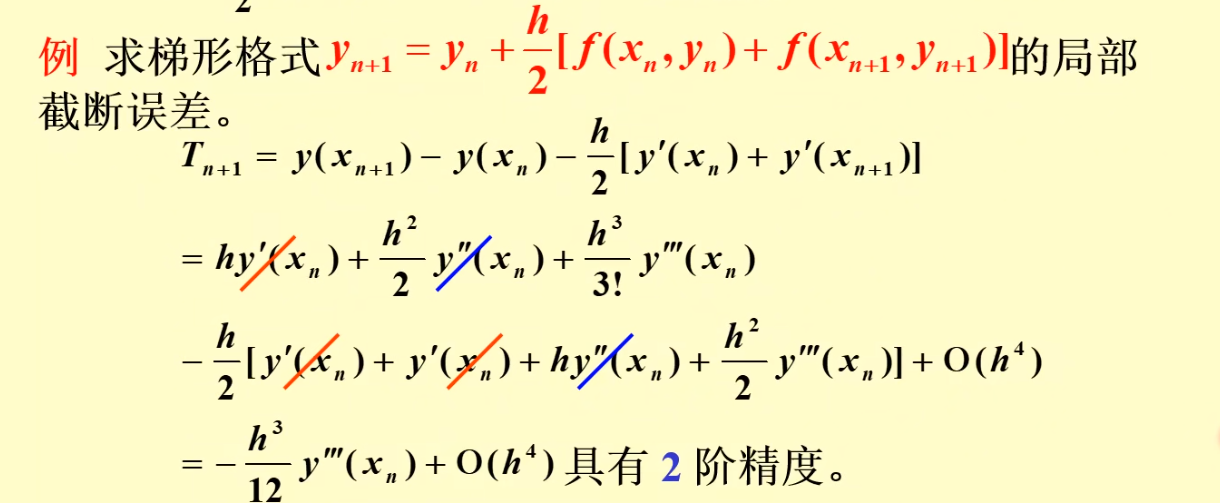 2
例 求梯形格式 y_{n+1} = y_n + \frac{h}{2}[f(x_n, y_n) + f(x_{n+1}, y_{n+1})]的局部
截断误差。
T_{n+1} = y(x_{n+1}) − y(x_n) − \frac{h}{2}[y′(x_n) + y′(x_{n+1})]
= hy′(x_n) + \frac{h^2}{2} y″(x_n) + \frac{h^3}{3!} y‴(x_n)
− \frac{h}{2}[y′(x_n) + y′(x_n) + hy″(x_n) + \frac{h^2}{2} y‴(x_n)] + O(h^4)
= −\frac{h^3}{12} y‴(x_n) + O(h^4) 具有 2 阶精度。